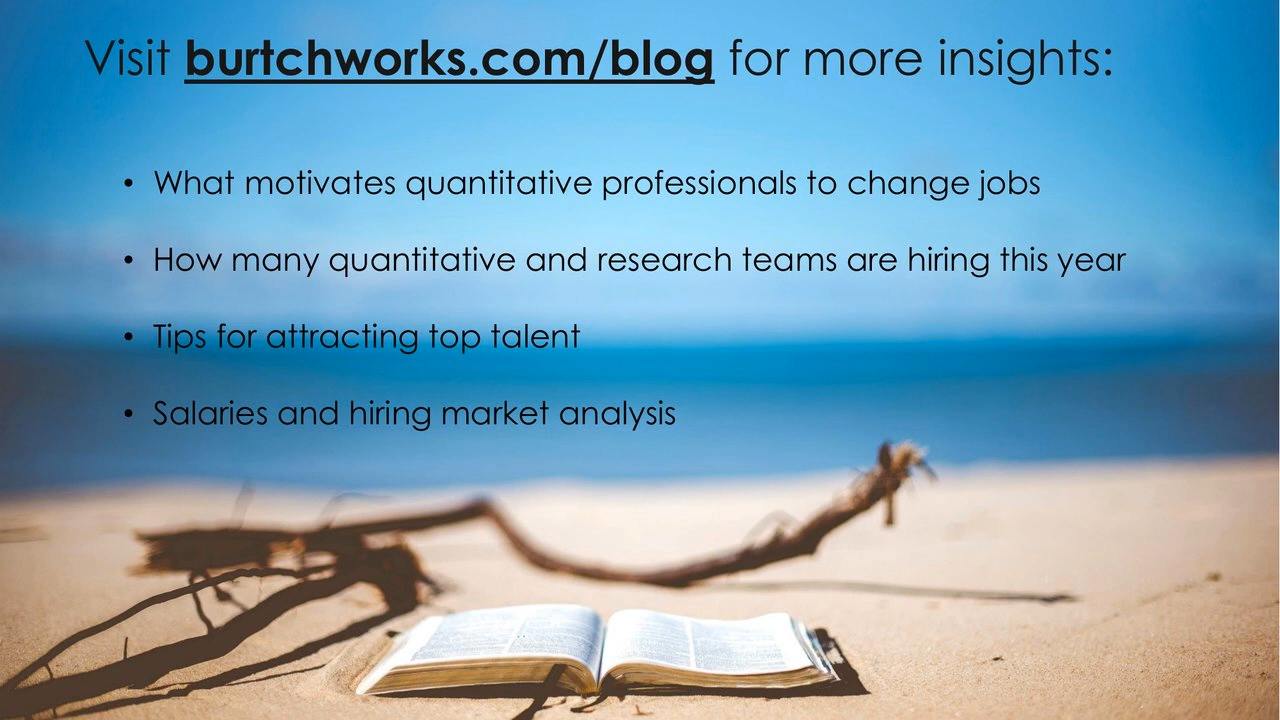 Visit burtchworks.com/blog for more insights:
• What motivates quantitative professionals to change jobs
• How many quantitative and research teams are hiring this year
• Tips for attracting top talent
• Salaries and hiring market analysis